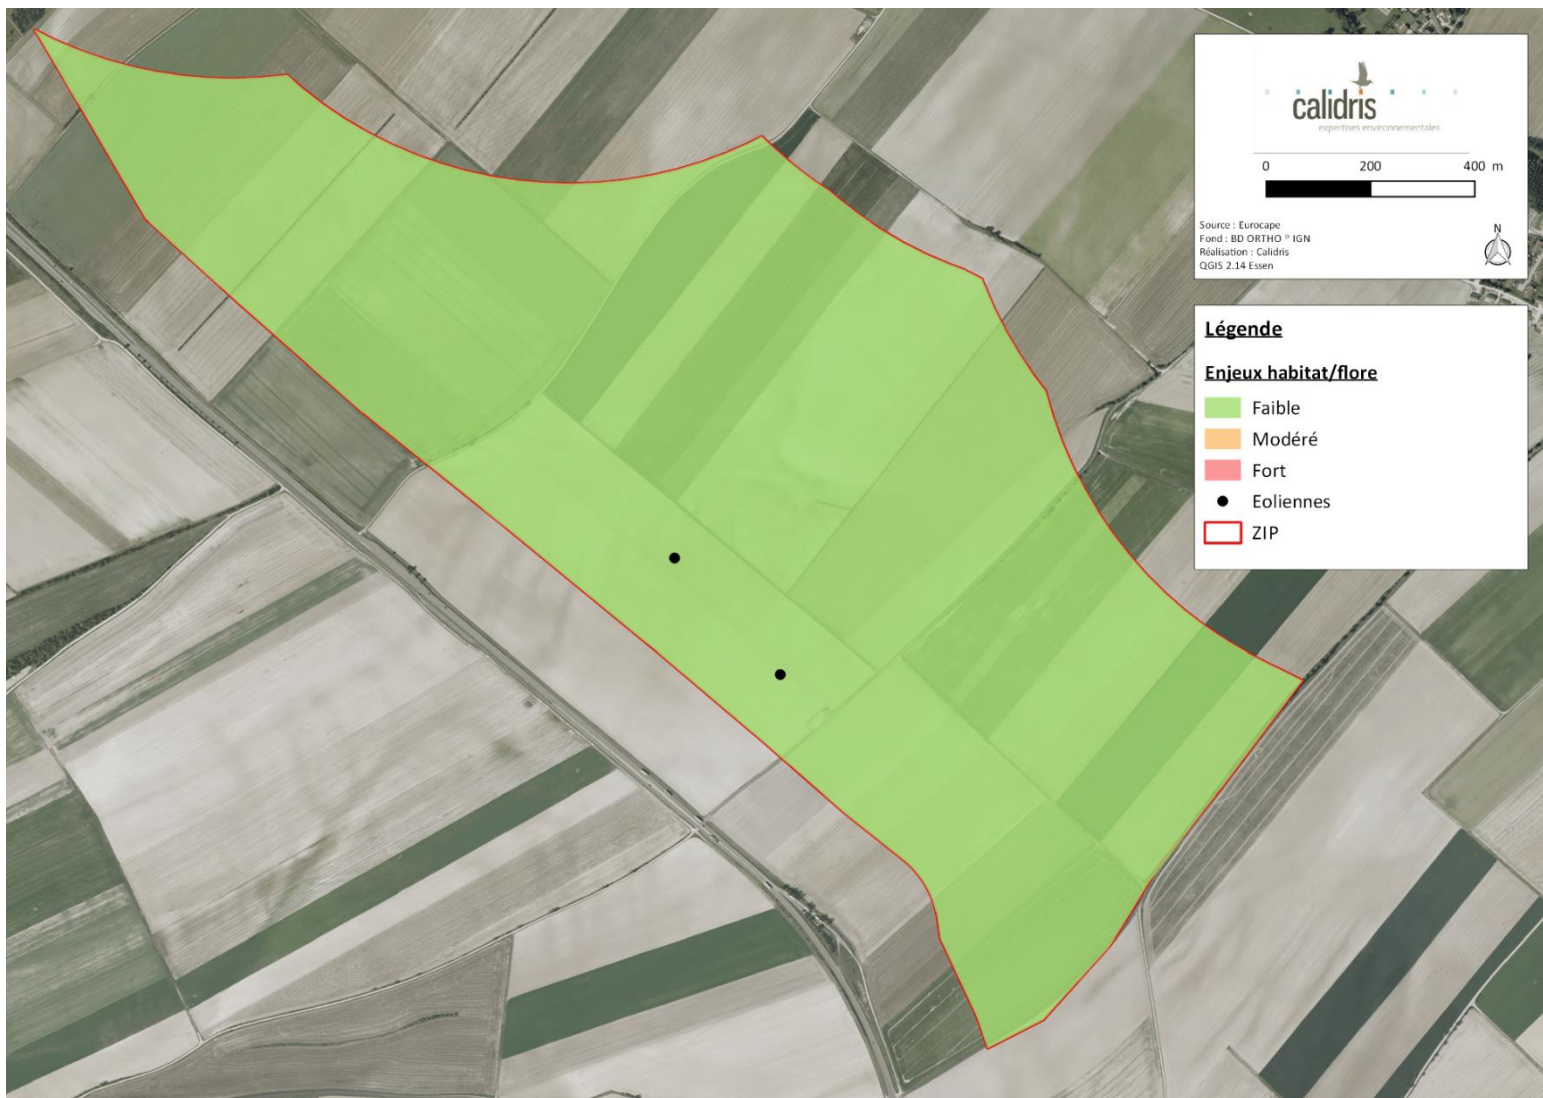 calidris
expertises environnementales
0 200 400 m
Source : Eurocape
Fond : BD ORTHO ® IGN
Réalisation : Calidris
QGIS 2.14 Essen
N
Légende
Enjeux habitat/flore
Faible
Modéré
Fort
Eoliennes
ZIP